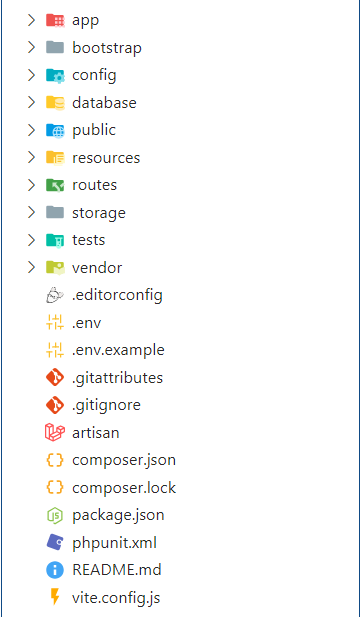 app
bootstrap
config
database
public
resources
routes
storage
tests
vendor
.editorconfig
.env
.env.example
.gitattributes
.gitignore
artisan
composer.json
composer.lock
package.json
phpunit.xml
README.md
vite.config.js